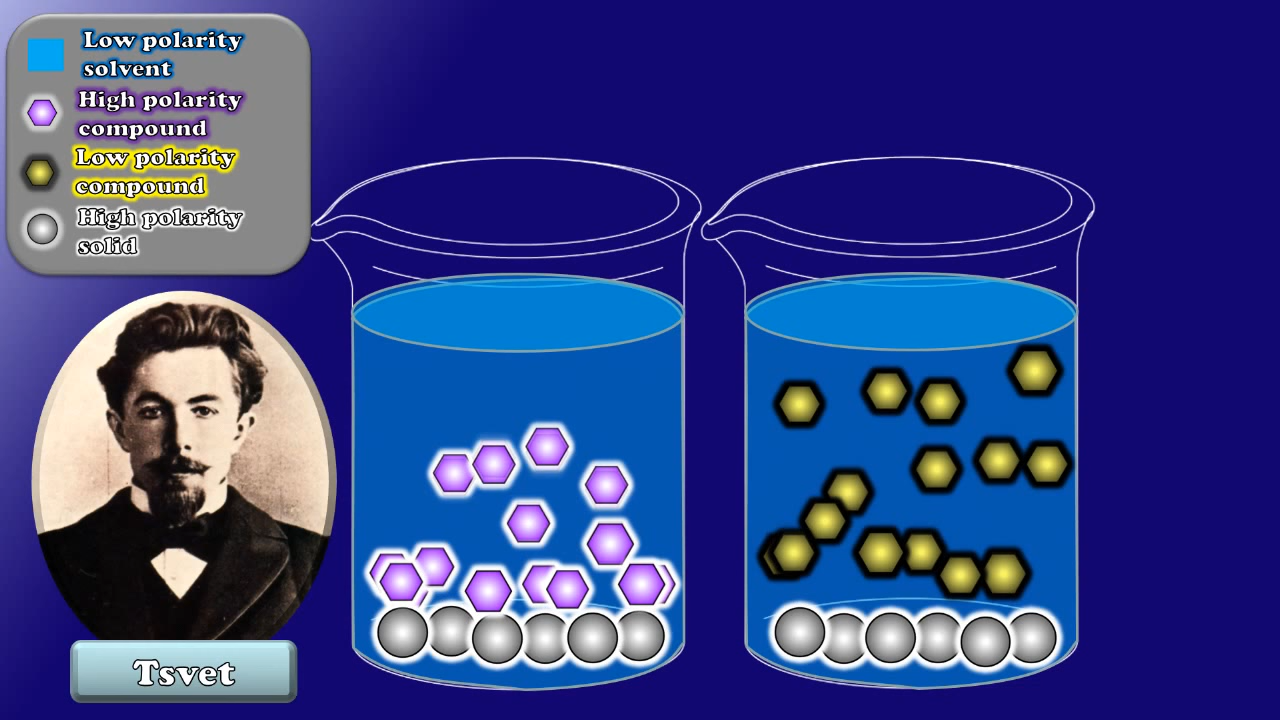 Low polarity
solvent
High polarity
compound
Low polarity
compound
High polarity
solid
Tsvet